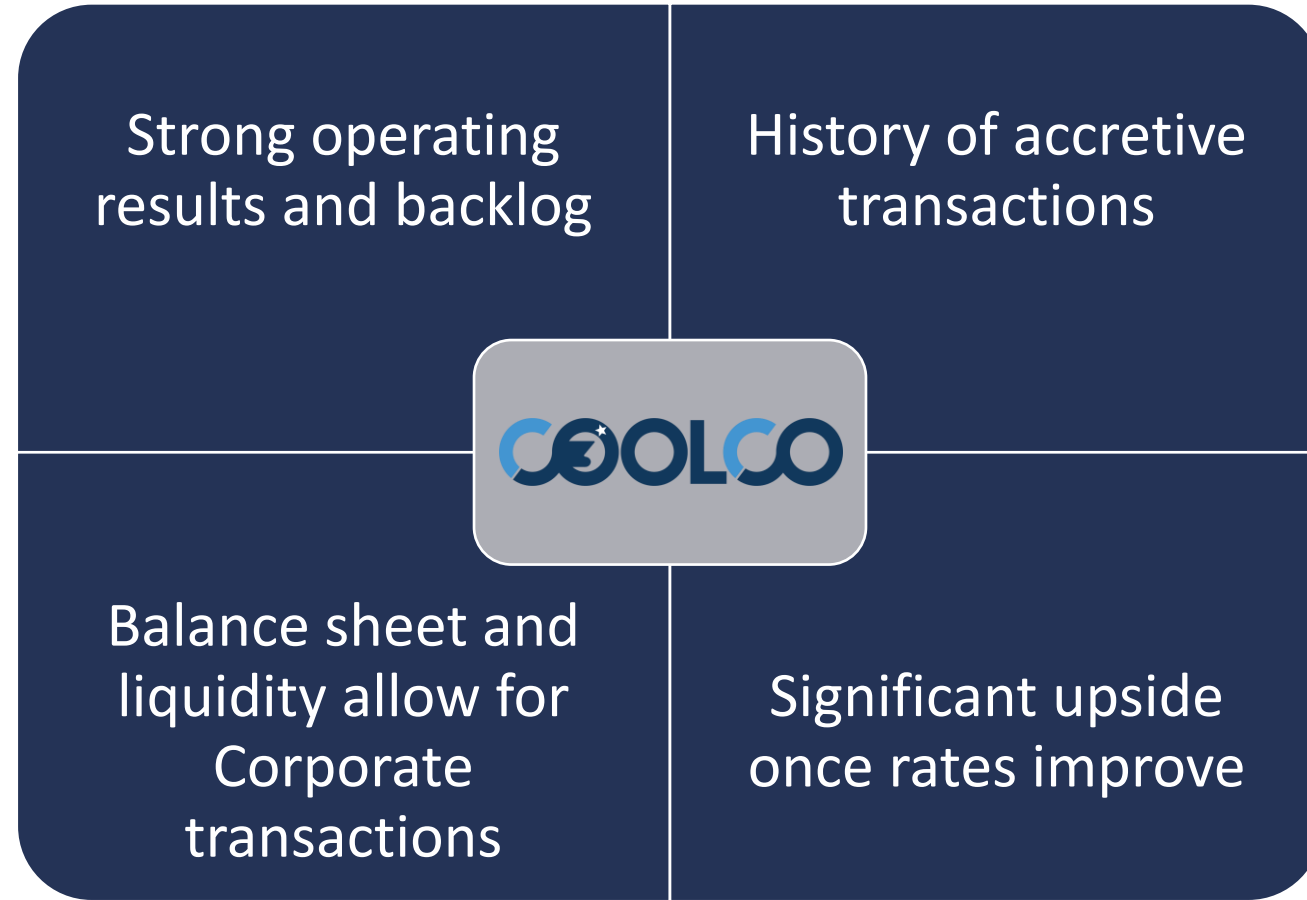 Strong operating
results and backlog
History of accretive
transactions
COOLCO
Balance sheet and
liquidity allow for
Corporate
transactions
Significant upside
once rates improve